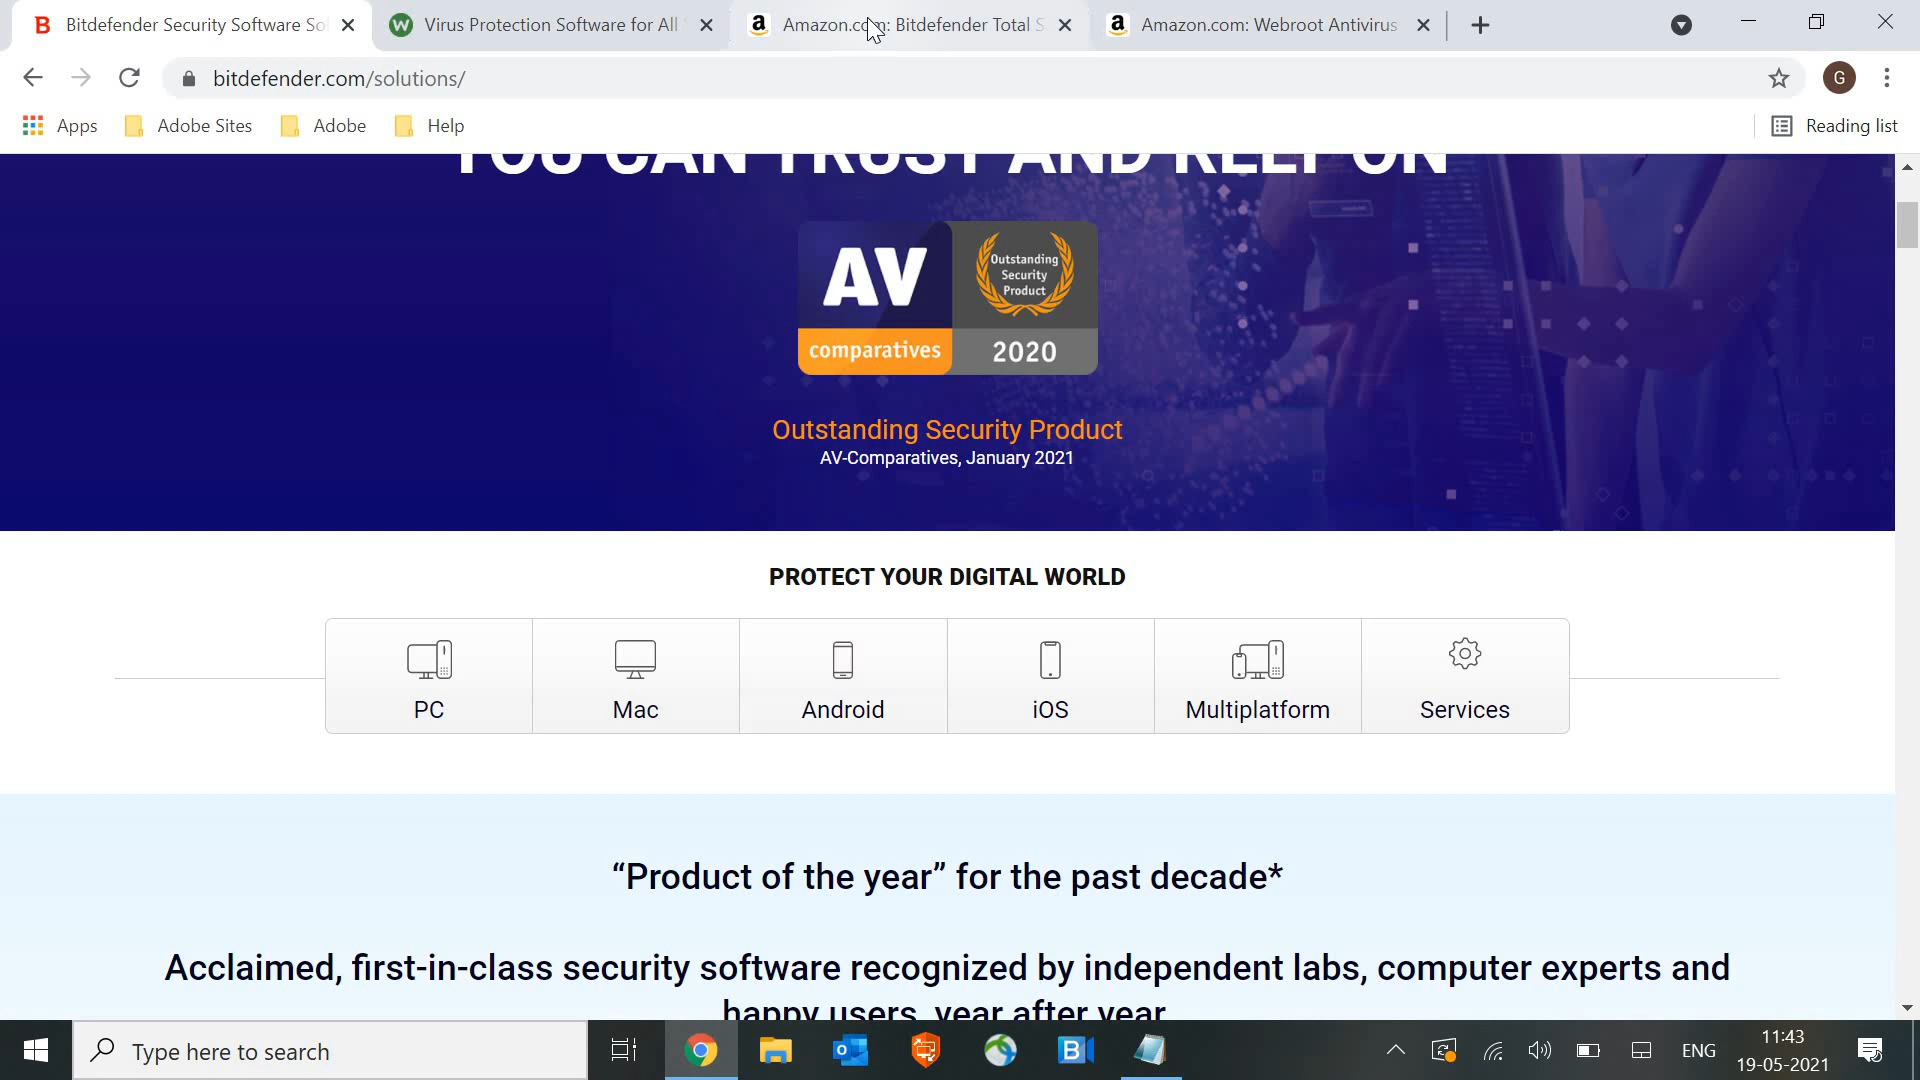 Bitdefender Security Software Sol
Virus Protection Software for All
Amazon.com: Bitdefender Total S
Amazon.com: Webroot Antivirus
bitdefender.com/solutions/
G
Apps
Adobe Sites
Adobe
Help
Reading list
YOU CAN TRUST AND RELY ON
AV
comparatives
Outstanding
Security
Product
2020
Outstanding Security Product
AV-Comparatives, January 2021
PROTECT YOUR DIGITAL WORLD
PC
Mac
Android
iOS
Multiplatform
Services
“Product of the year” for the past decade*
Acclaimed, first-in-class security software recognized by independent labs, computer experts and
happy users, year after year
Type here to search
ENG
11:43
19-05-2021